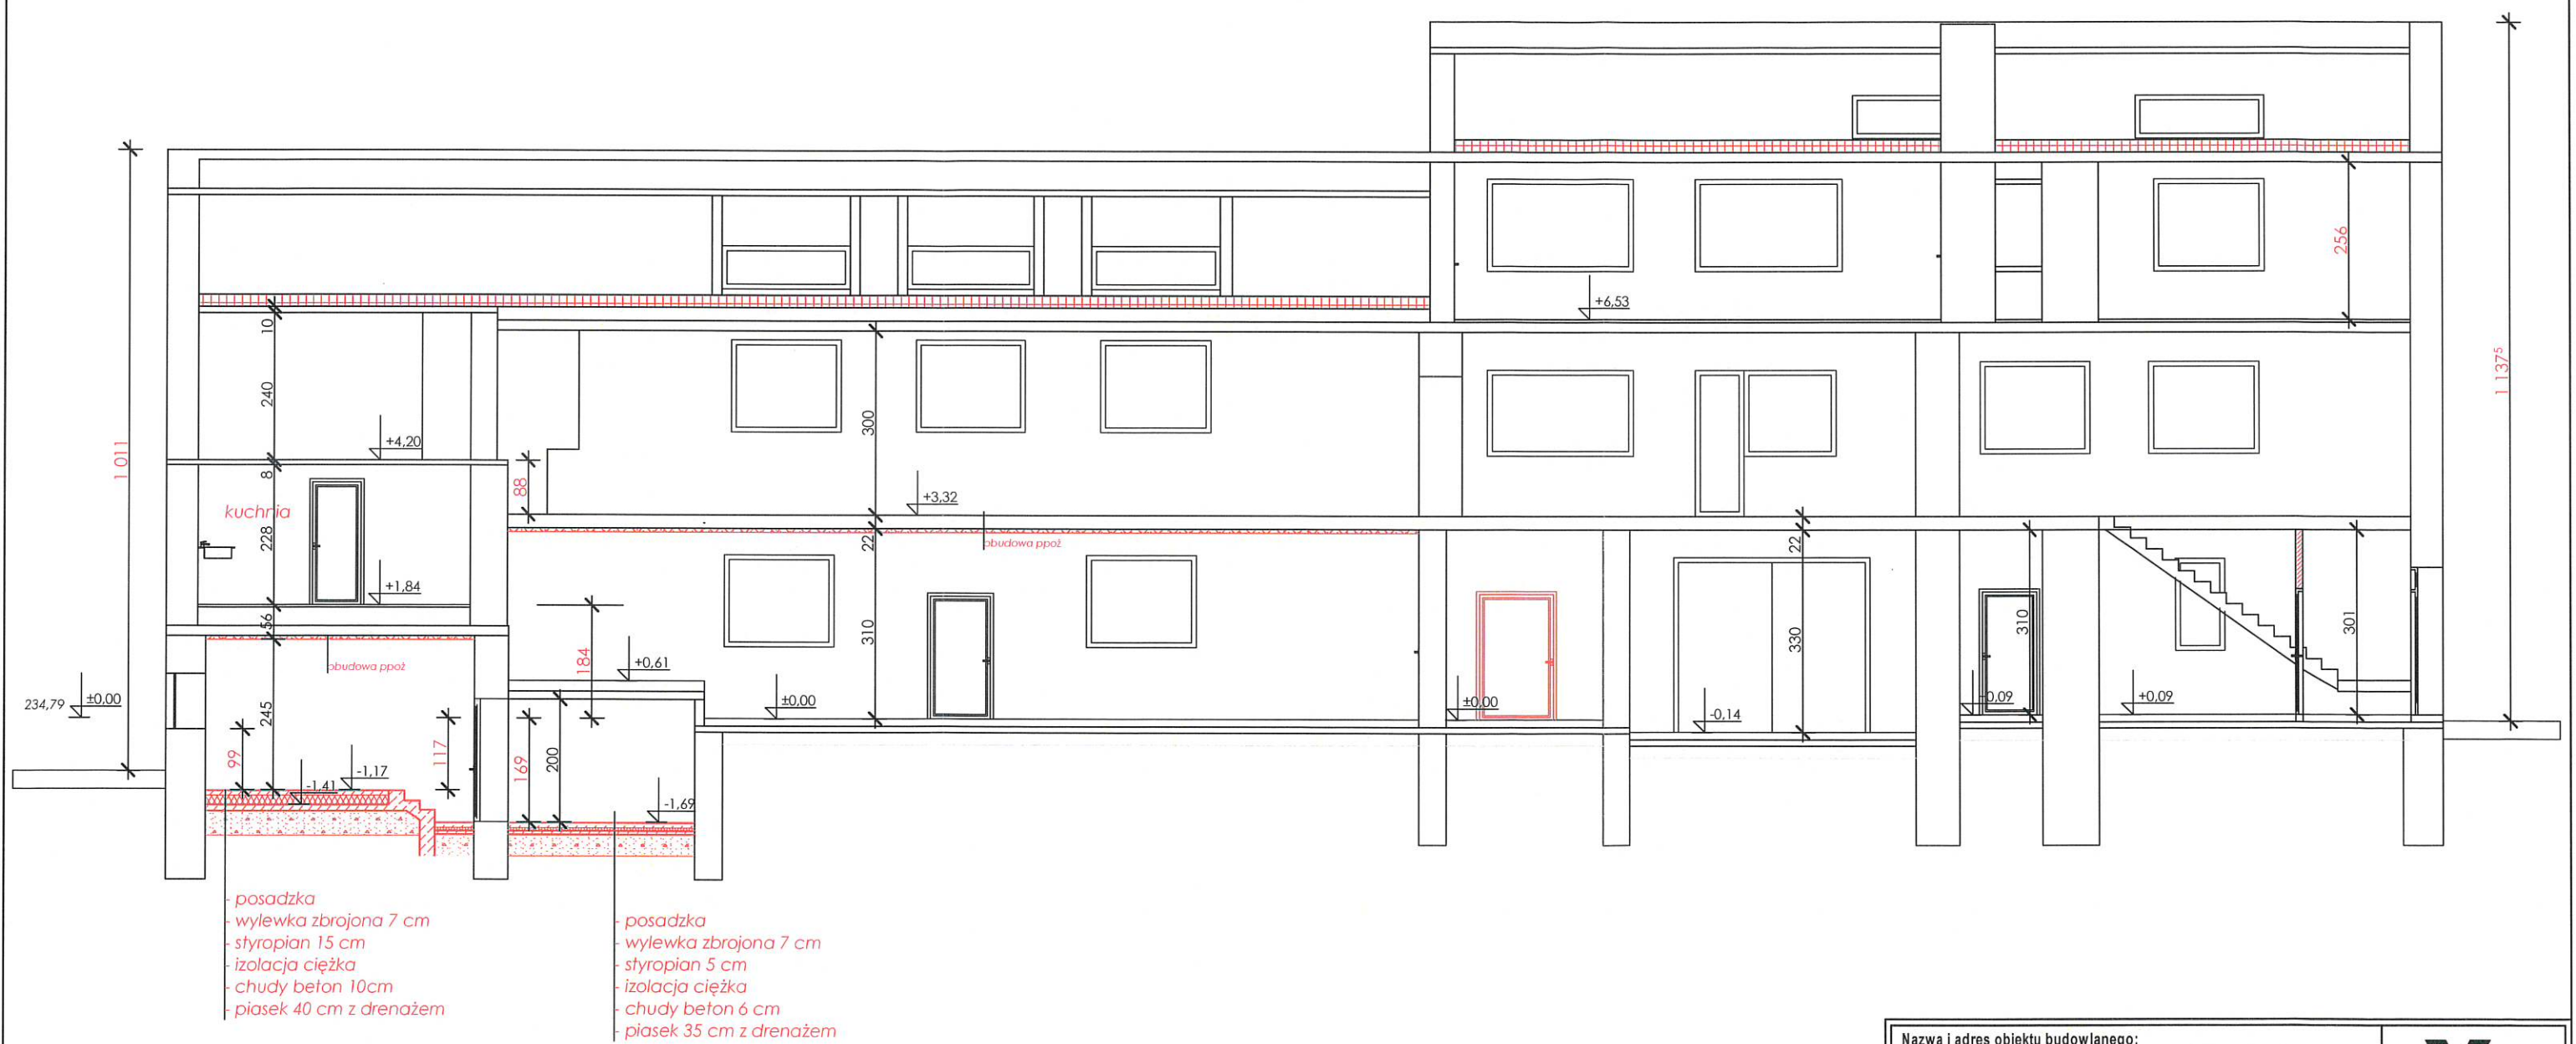 1 011
234,79
±0,00
10
240
+4,20
8
kuchnia
228
+1,84
56
obudowa ppoż
245
99
117
-1,41
-1,17
88
300
+3,32
22
obudowa ppoż
184
310
+0,61
±0,00
169
200
-1,69
+6,53
256
1 137⁵
±0,00
22
330
-0,14
310
-0,09
+0,09
301
- posadzka
- wylewka zbrojona 7 cm
- styropian 15 cm
- izolacja ciężka
- chudy beton 10cm
- piasek 40 cm z drenażem
- posadzka
- wylewka zbrojona 7 cm
- styropian 5 cm
- izolacja ciężka
- chudy beton 6 cm
- piasek 35 cm z drenażem
Nazwa i adres obiektu budowlanego: